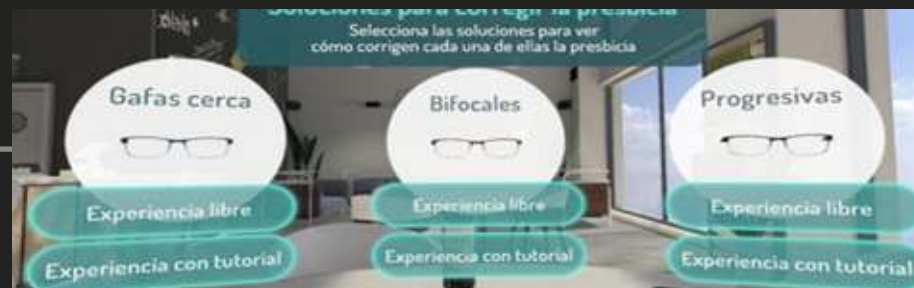 Soluciones para corregir la presbicia
Selecciona las soluciones para ver
cómo corrigen cada una de ellas la presbicia
Gafas cerca
Bifocales
Progresivas
Experiencia libre
Experiencia libre
Experiencia libre
Experiencia con tutorial
Experiencia con tutorial
Experiencia con tutorial